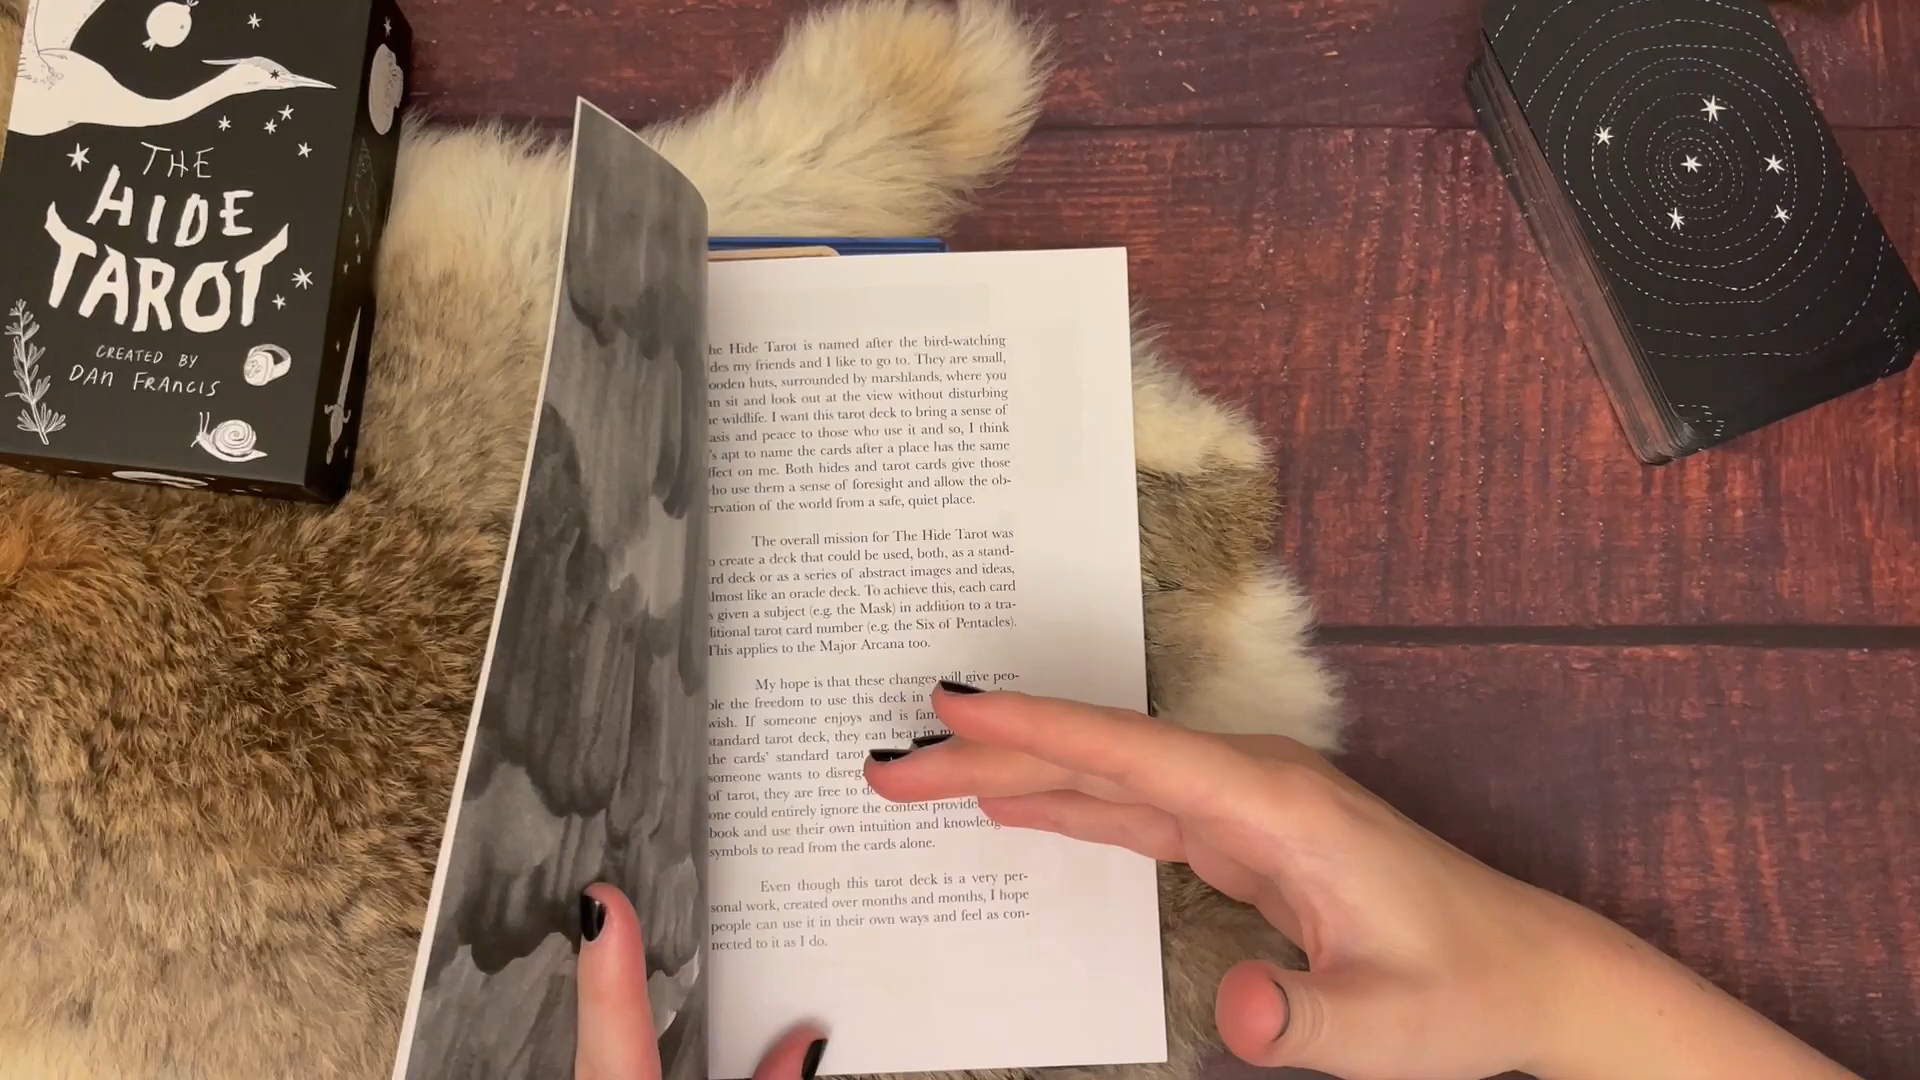 THE
HIDE
TAROT
CREATED BY
DAN FRANCIS
he Hide Tarot is named after the bird-watching
des my friends and I like to go to. They are small,
ooden huts, surrounded by marshlands, where you
an sit and look out at the view without disturbing
e wildlife. I want this tarot deck to bring a sense of
asis and peace to those who use it and so, I think
's apt to name the cards after a place has the same
ffect on me. Both hides and tarot cards give those
ho use them a sense of foresight and allow the ob-
ervation of the world from a safe, quiet place.
The overall mission for The Hide Tarot was
o create a deck that could be used, both, as a stand-
rd deck or as a series of abstract images and ideas,
lmost like an oracle deck. To achieve this, each card
s given a subject (e.g. the Mask) in addition to a tra-
ditional tarot card number (e.g. the Six of Pentacles).
This applies to the Major Arcana too.
My hope is that these changes will give peo-
ple the freedom to use this deck in
wish. If someone enjoys and is fam
standard tarot deck, they can bear in m
the cards' standard tarot
someone wants to disreg
of tarot, they are free to d
one could entirely ignore the context provide
book and use their own intuition and knowledg
symbols to read from the cards alone.
Even though this tarot deck is a very per-
sonal work, created over months and months, I hope
people can use it in their own ways and feel as con-
nected to it as I do.